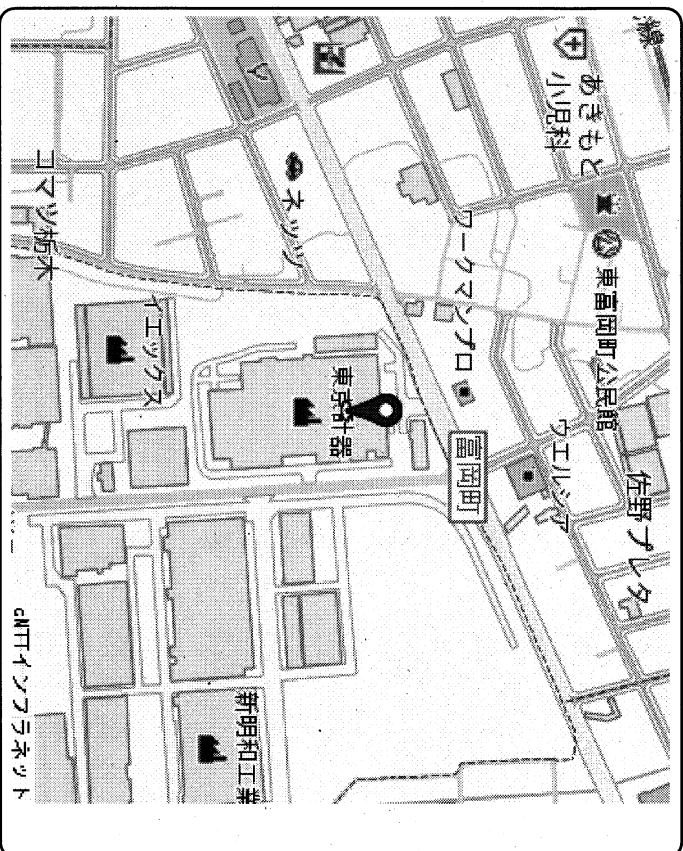 線
あきもと
小児科
東富岡町公民館
佐野プレタ
ワークマンプロ
ウエルシア
富岡町
ネッツ
東京計器
イエックス
コマツ栃木
新明和工業
NTTインフラネット